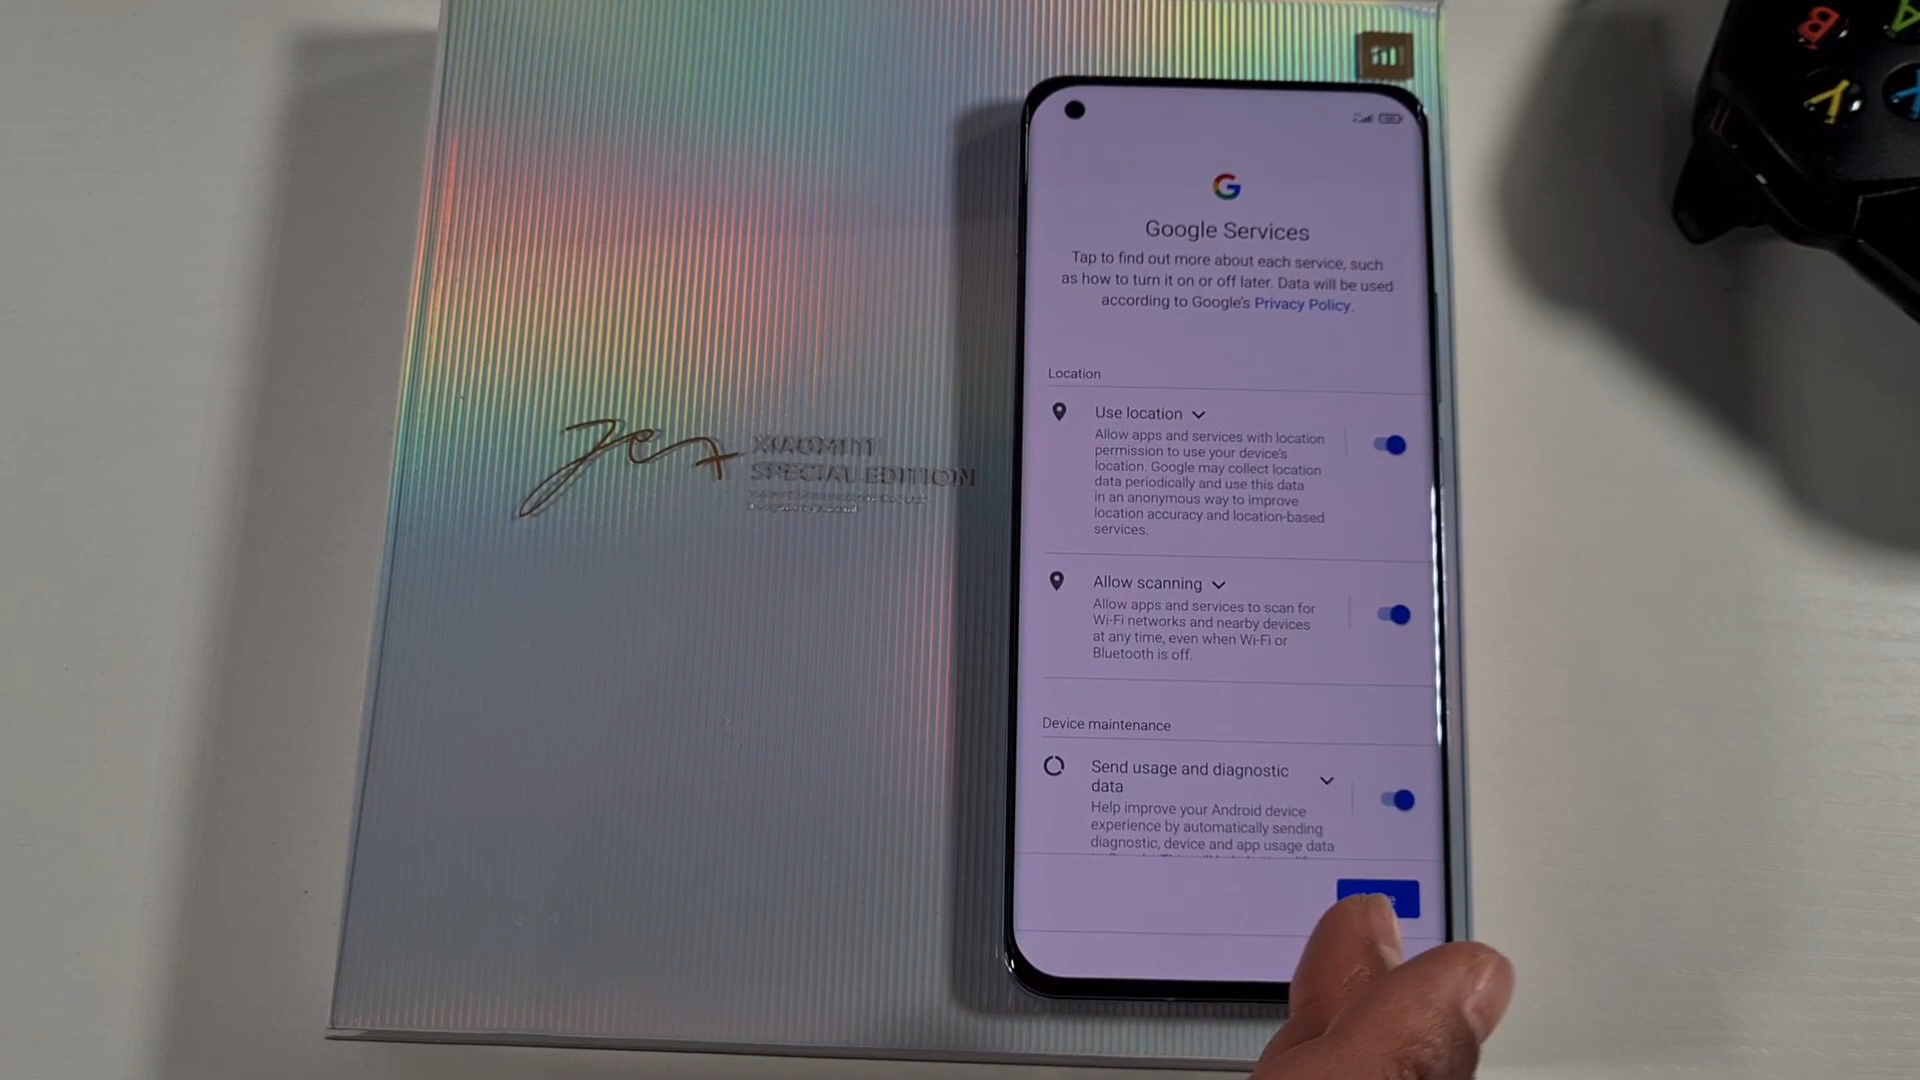 Google Services
Tap to find out more about each service, such
as how to turn it on or off later. Data will be used
according to Google's Privacy Policy.
Location
Use location
Allow apps and services with location
permission to use your device's
location. Google may collect location
data periodically and use this data
in an anonymous way to improve
location accuracy and location-based
services.
Allow scanning
Allow apps and services to scan for
Wi-Fi networks and nearby devices
at any time, even when Wi-Fi or
Bluetooth is off.
Device maintenance
Send usage and diagnostic
data
Help improve your Android device
experience by automatically sending
diagnostic, device and app usage data
XIAOMI 11
SPECIAL EDITION
B
A
Y
X